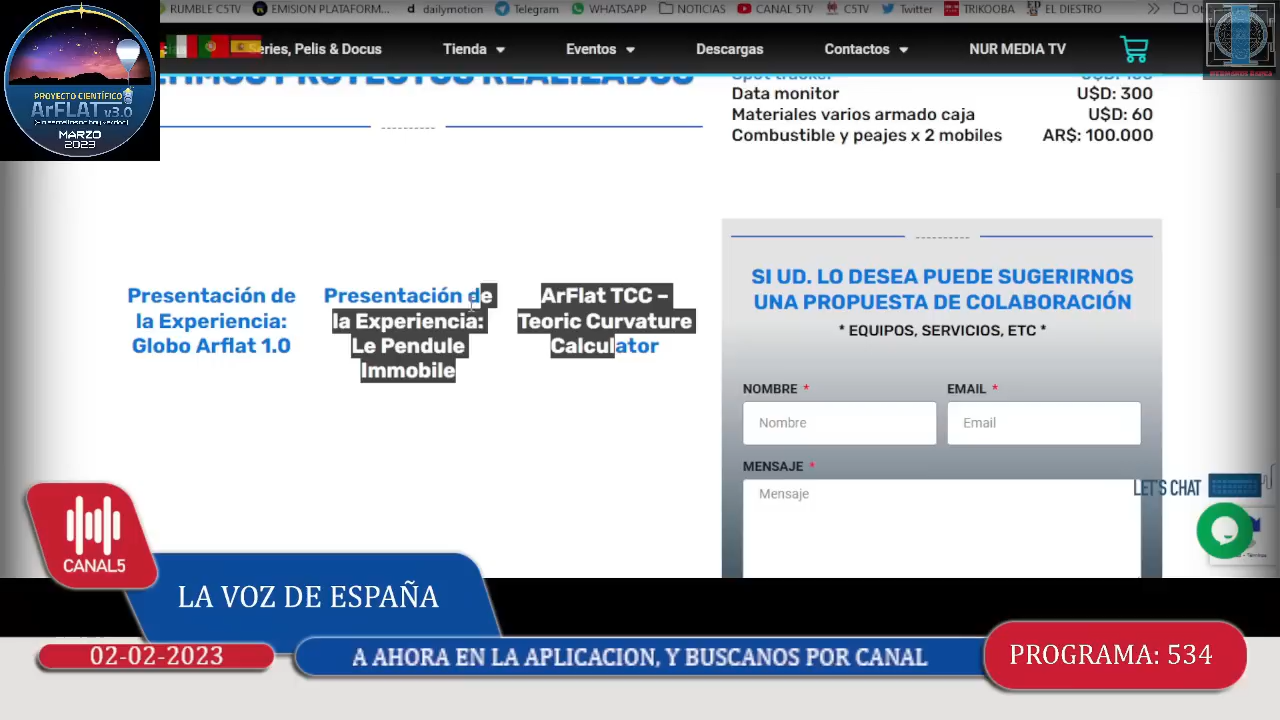 RUMBLE CSTV
EMISION PLATAFORM...
dailymotion
Telegram
WHATSAPP
NOTICIAS
CANAL 5TV
CSTV
Twitter
TRIKOOBA
EL DIESTRO
eries, Pelis & Docus
Tienda
Eventos
Descargas
Contactos
NUR MEDIA TV
PROYECTO CIENTÍFICO
ArFLAT v3.0
MARZO
2023
PROYECTOS REALIZADOS
Data monitor U$D: 300
Materiales varios armado caja U$D: 60
Combustible y peajes x 2 mobiles AR$: 100.000
Presentación de
la Experiencia:
Globo Arflat 1.0
Presentación de
la Experiencia:
Le Pendule
Immobile
ArFlat TCC –
Teoric Curvature
Calculator
SI UD. LO DESEA PUEDE SUGERIRNOS
UNA PROPUESTA DE COLABORACIÓN
* EQUIPOS, SERVICIOS, ETC *
NOMBRE *
EMAIL *
Nombre
Email
MENSAJE *
Mensaje
LET'S CHAT
CANAL5
LA VOZ DE ESPAÑA
02-02-2023
A AHORA EN LA APLICACION, Y BUSCANOS POR CANAL
PROGRAMA: 534